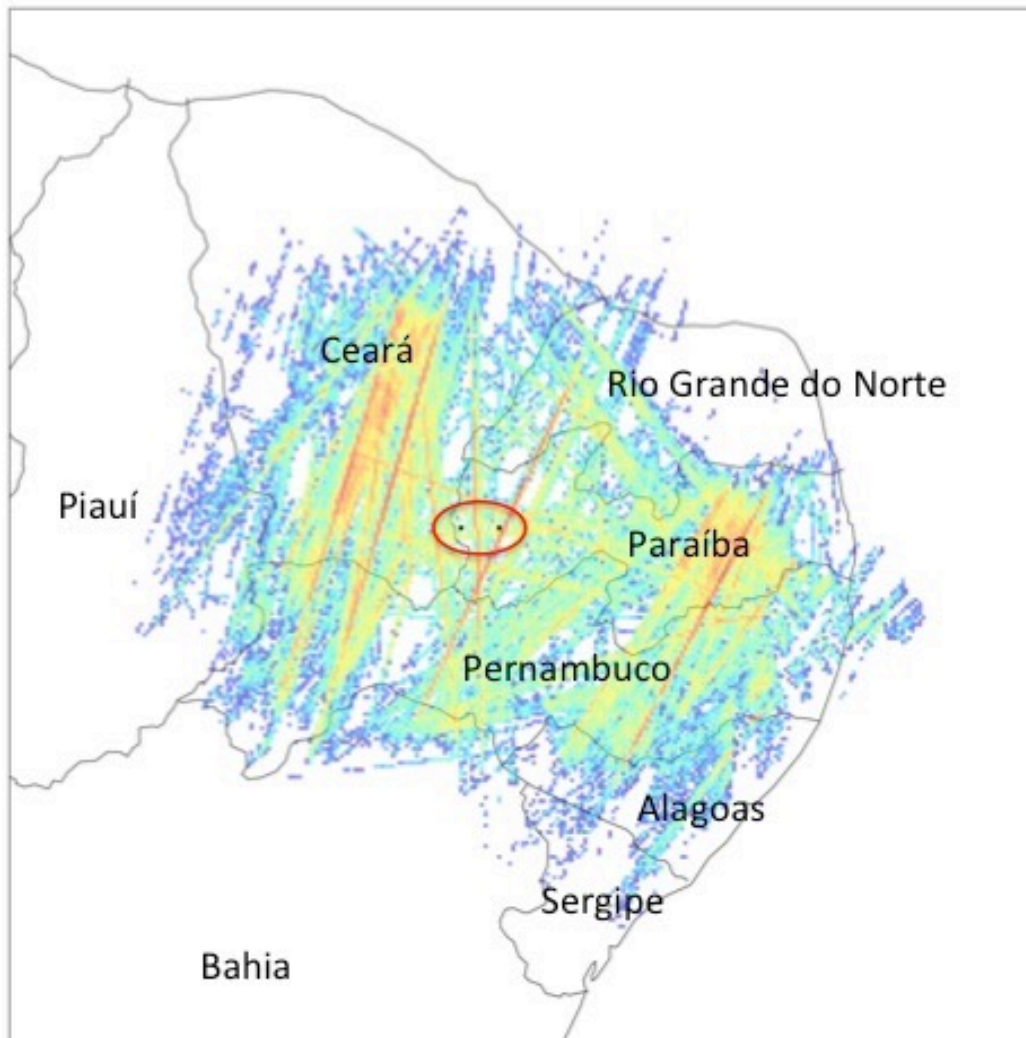 Ceará
Rio Grande do Norte
Piauí
Paraíba
Pernambuco
Alagoas
Sergipe
Bahia